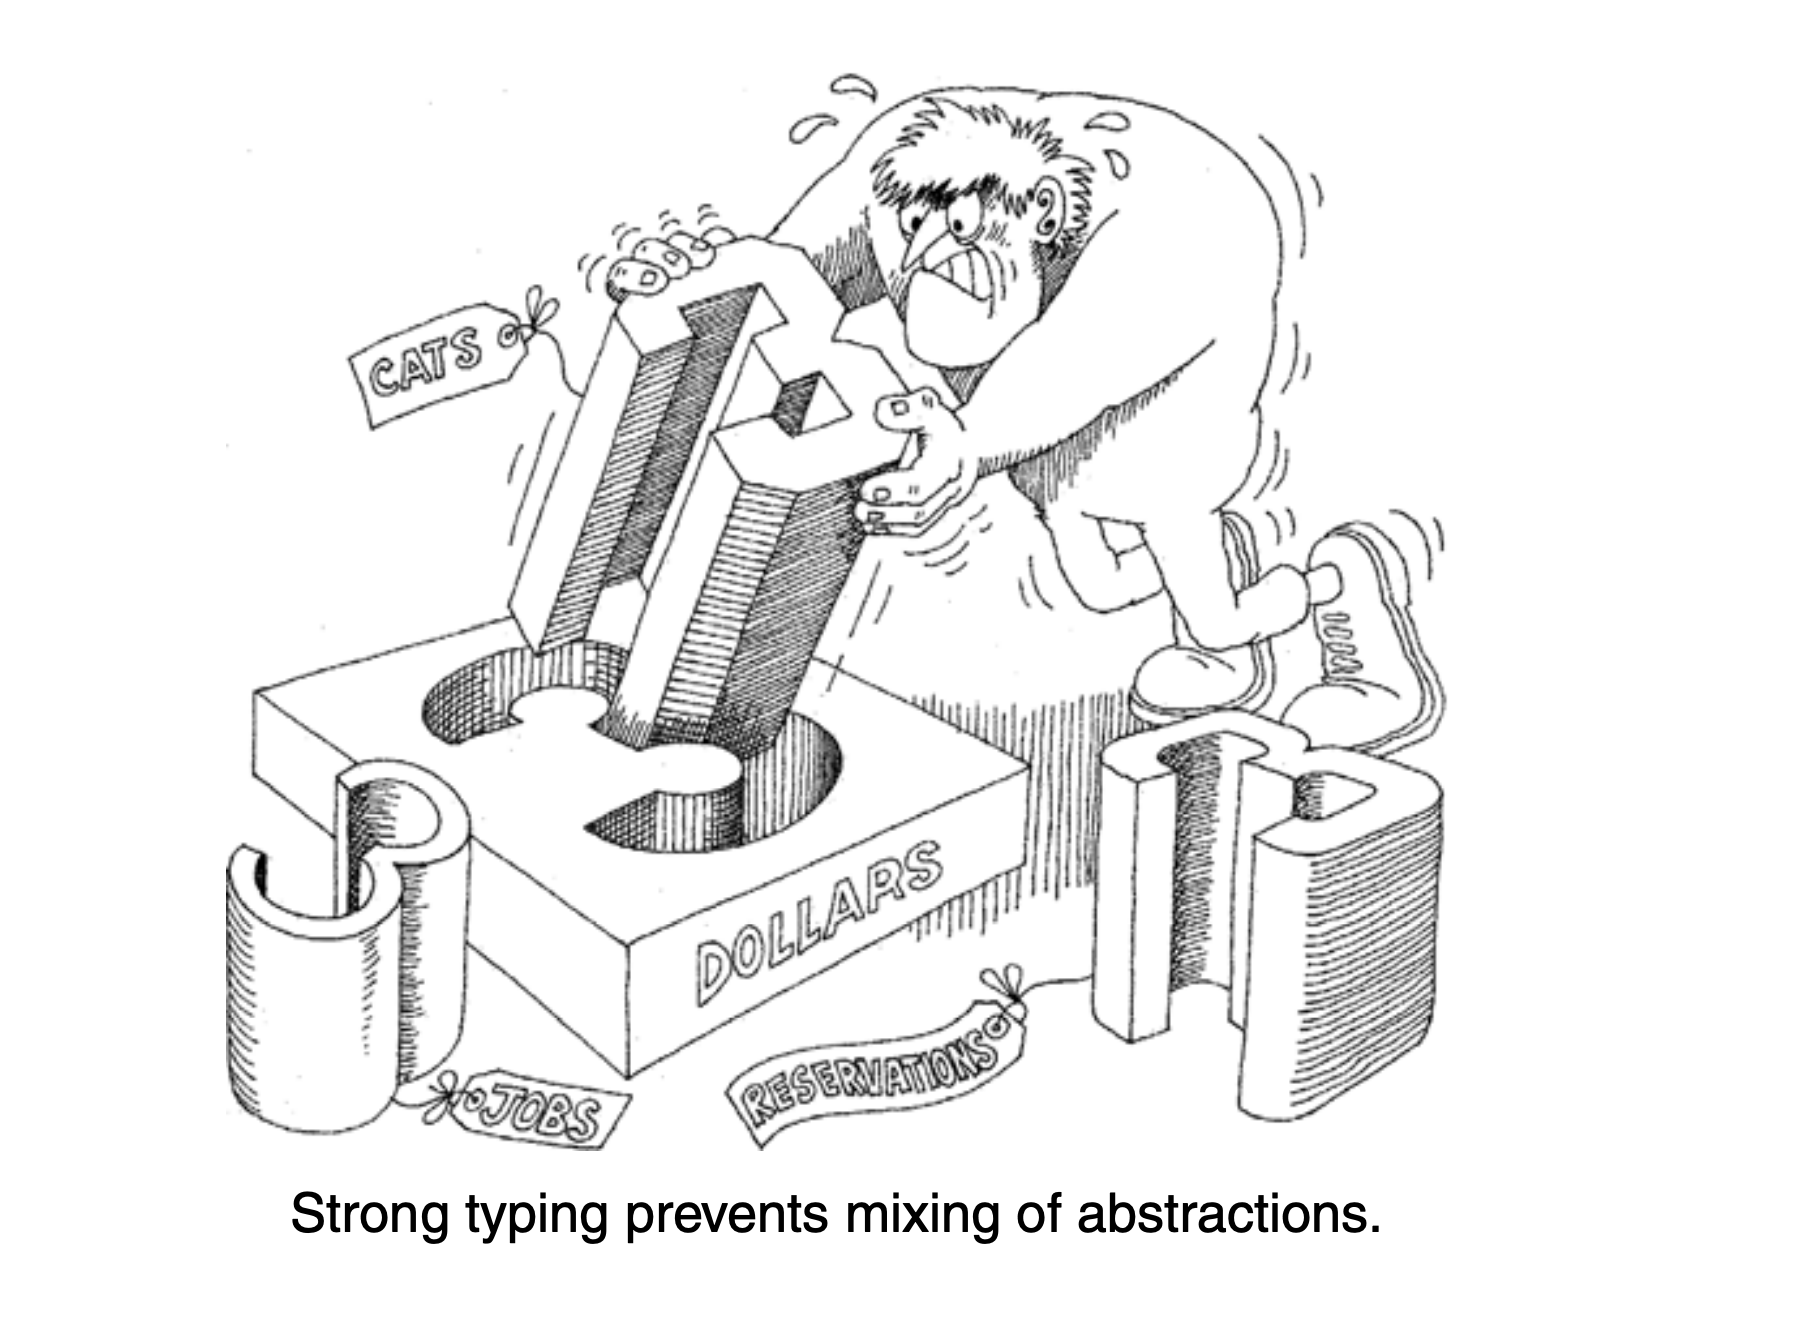 CATS
DOLLARS
RESERVATIONS
JOBS
Strong typing prevents mixing of abstractions.